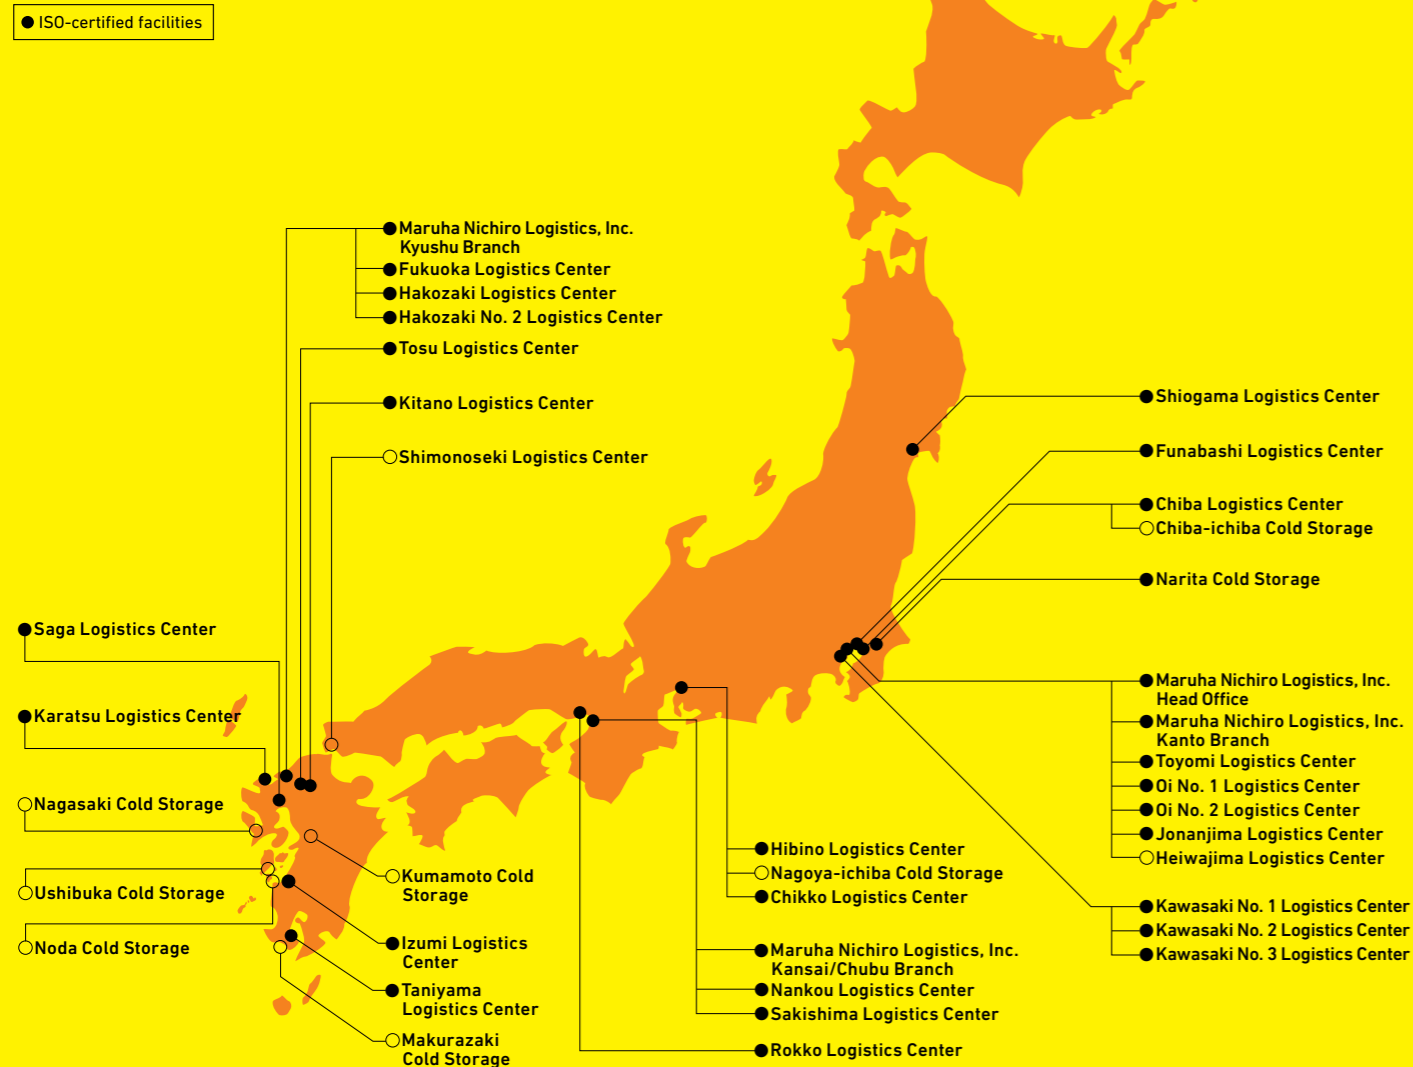 ISO-certified facilities
Maruha Nichiro Logistics, Inc.
Kyushu Branch
Fukuoka Logistics Center
Hakozaki Logistics Center
Hakozaki No. 2 Logistics Center
Tosu Logistics Center
Kitano Logistics Center
Shimonoseki Logistics Center
Saga Logistics Center
Karatsu Logistics Center
Nagasaki Cold Storage
Ushibuka Cold Storage
Noda Cold Storage
Kumamoto Cold
Storage
Izumi Logistics
Center
Taniyama
Logistics Center
Makurazaki
Cold Storage
Hibino Logistics Center
Nagoya-ichiba Cold Storage
Chikko Logistics Center
Maruha Nichiro Logistics, Inc.
Kansai/Chubu Branch
Nankou Logistics Center
Sakishima Logistics Center
Rokko Logistics Center
Shiogama Logistics Center
Funabashi Logistics Center
Chiba Logistics Center
Chiba-ichiba Cold Storage
Narita Cold Storage
Maruha Nichiro Logistics, Inc.
Head Office
Maruha Nichiro Logistics, Inc.
Kanto Branch
Toyomi Logistics Center
Oi No. 1 Logistics Center
Oi No. 2 Logistics Center
Jonanjima Logistics Center
Heiwajima Logistics Center
Kawasaki No. 1 Logistics Center
Kawasaki No. 2 Logistics Center
Kawasaki No. 3 Logistics Center